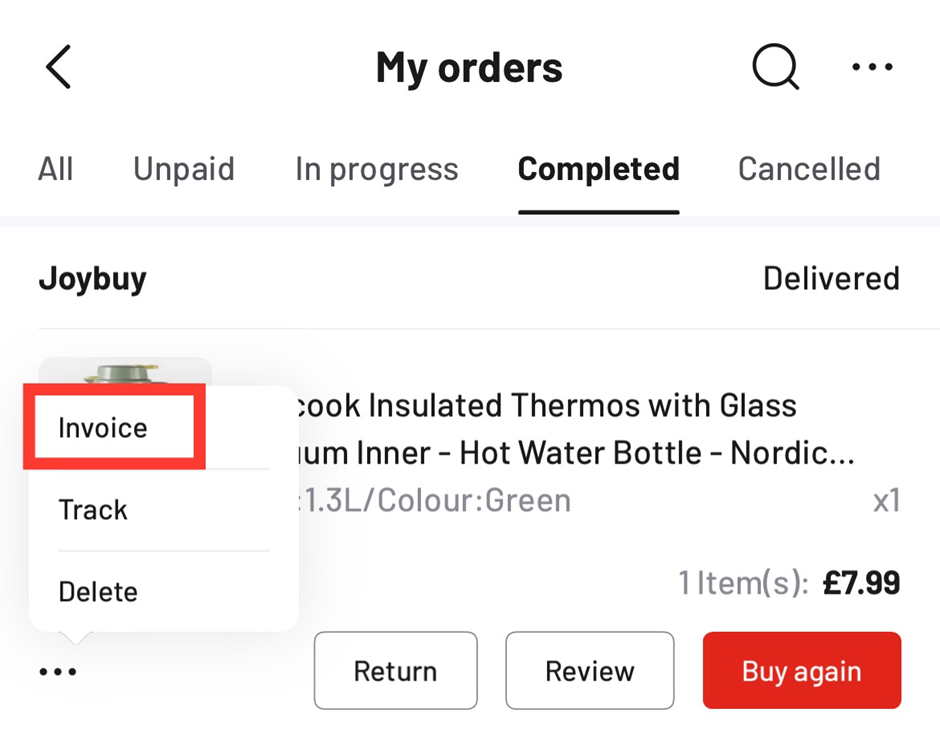 My orders
All Unpaid In progress Completed Cancelled
Joybuy Delivered
cook Insulated Thermos with Glass
Invoice
um Inner - Hot Water Bottle - Nordic...
:1.3L/Colour:Green x1
Track
1 Item(s): £7.99
Delete
Return Review Buy again